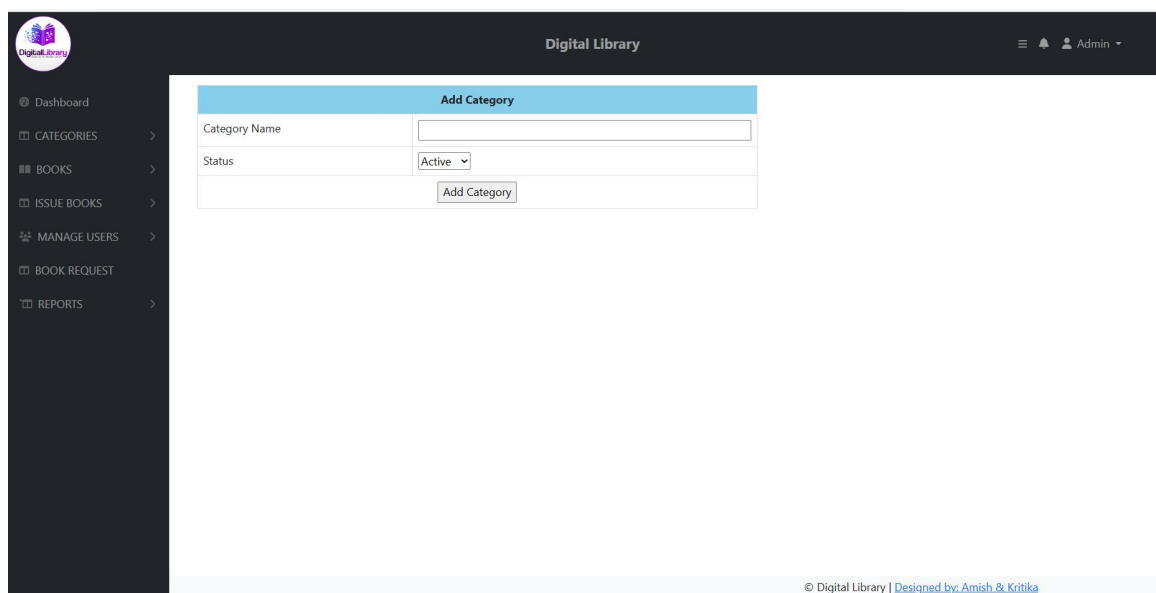 DigitalLibrary
Digital Library
Admin
Dashboard
CATEGORIES
BOOKS
ISSUE BOOKS
MANAGE USERS
BOOK REQUEST
REPORTS
Add Category
Category Name
Status
Active
Add Category
© Digital Library | Designed by: Amish & Kritika